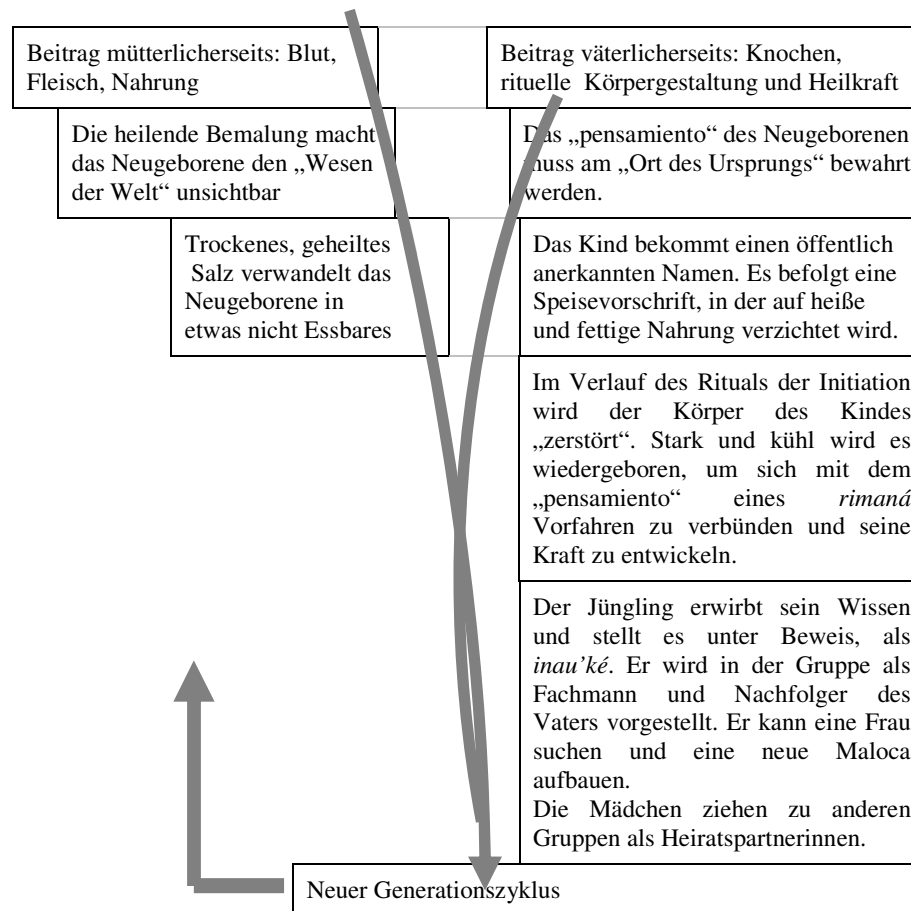 Beitrag mütterlicherseits: Blut,
Fleisch, Nahrung
Beitrag väterlicherseits: Knochen,
rituelle Körpergestaltung und Heilkraft
Die heilende Bemalung macht
das Neugeborene den „Wesen
der Welt“ unsichtbar
Das „pensamiento“ des Neugeborenen
muss am „Ort des Ursprungs“ bewahrt
werden.
Trockenes, geheiltes
Salz verwandelt das
Neugeborene in
etwas nicht Essbares
Das Kind bekommt einen öffentlich
anerkannten Namen. Es befolgt eine
Speisevorschrift, in der auf heiße
und fettige Nahrung verzichtet wird.
Im Verlauf des Rituals der Initiation
wird der Körper des Kindes
„zerstört“. Stark und kühl wird es
wiedergeboren, um sich mit dem
„pensamiento“ eines rimaná
Vorfahren zu verbünden und seine
Kraft zu entwickeln.
Der Jüngling erwirbt sein Wissen
und stellt es unter Beweis, als
inau’ké. Er wird in der Gruppe als
Fachmann und Nachfolger des
Vaters vorgestellt. Er kann eine Frau
suchen und eine neue Maloca
aufbauen.
Die Mädchen ziehen zu anderen
Gruppen als Heiratspartnerinnen.
Neuer Generationszyklus